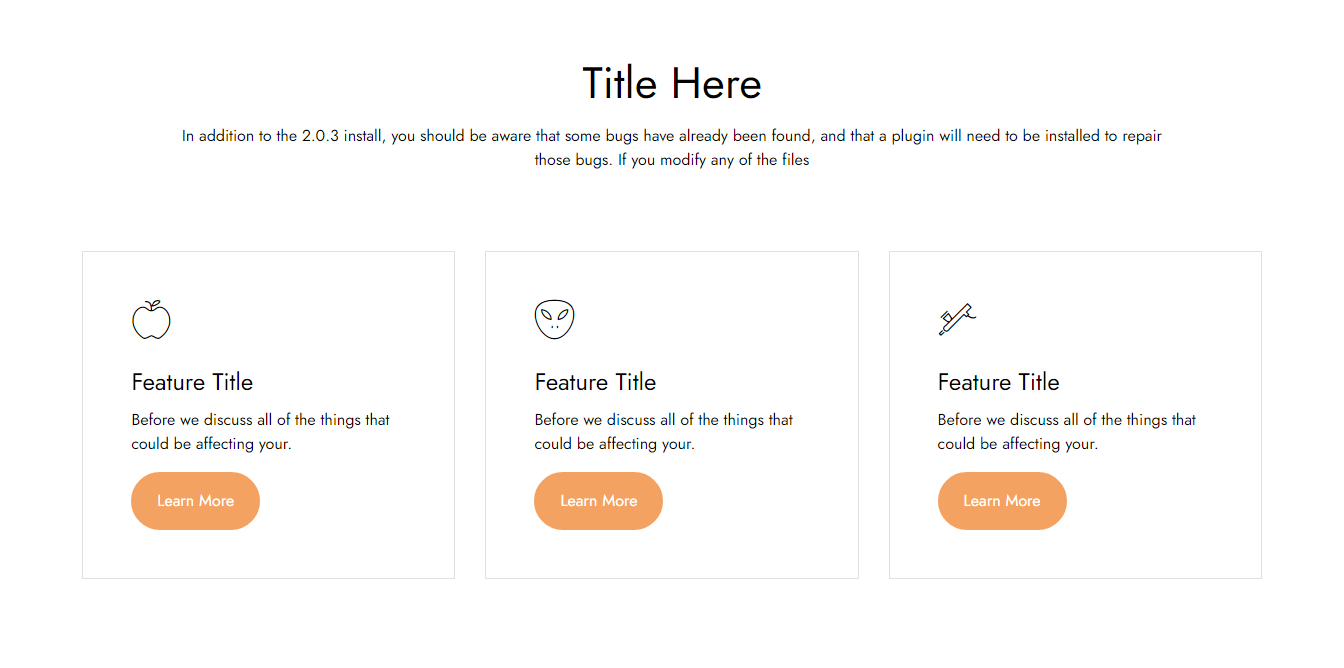 Title Here
In addition to the 2.0.3 install, you should be aware that some bugs have already been found, and that a plugin will need to be installed to repair
those bugs. If you modify any of the files
Feature Title
Before we discuss all of the things that
could be affecting your.
Learn More
Feature Title
Before we discuss all of the things that
could be affecting your.
Learn More
Feature Title
Before we discuss all of the things that
could be affecting your.
Learn More